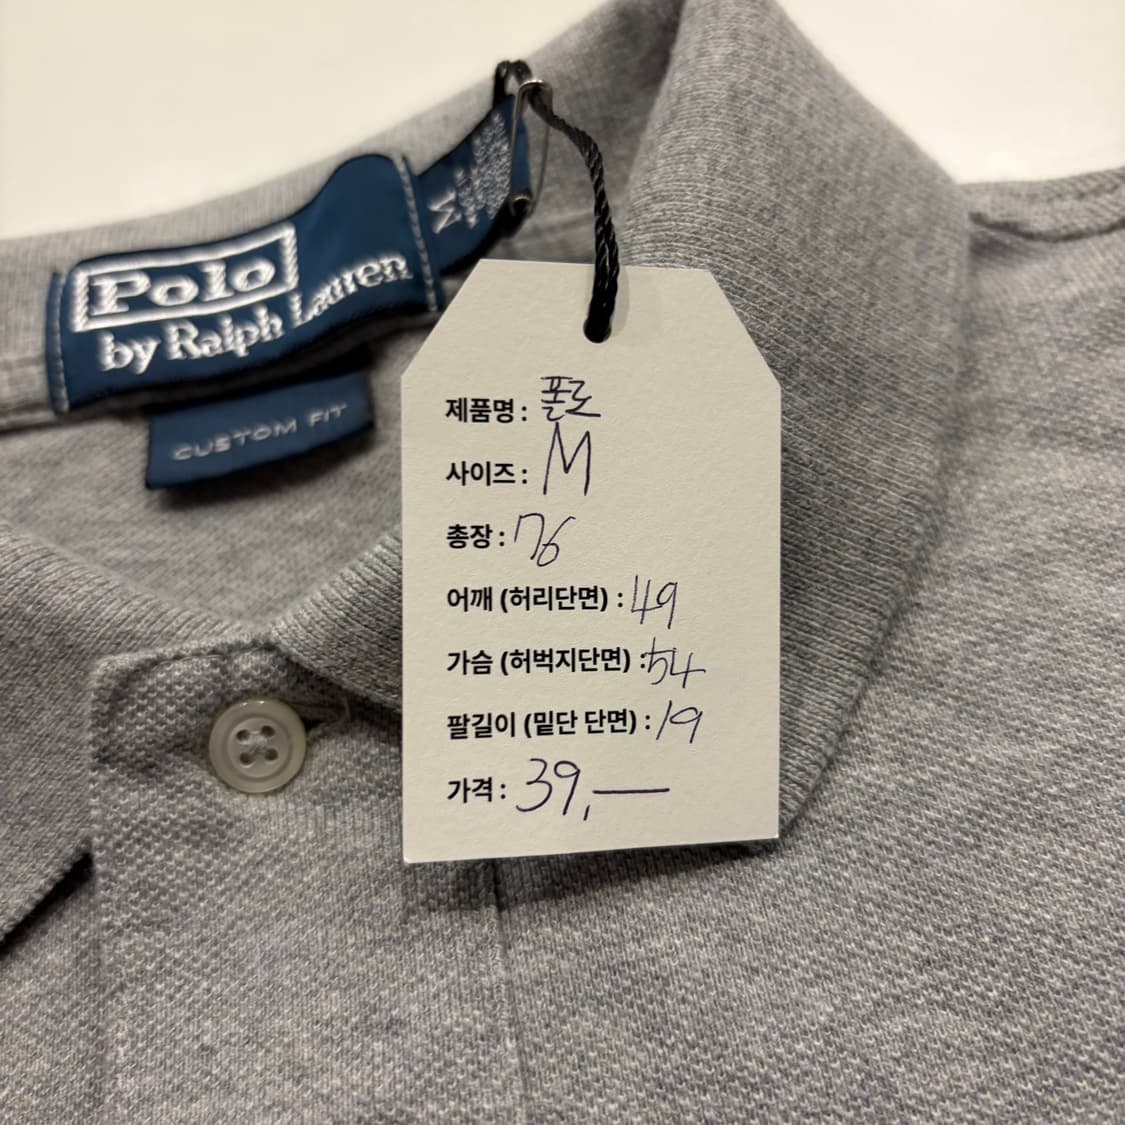 Polo
by Ralph Lauren
M
CUSTOM FIT
제품명 : 폴로
사이즈 : M
총장 : 76
어깨 (허리단면) : 49
가슴 (허벅지단면) : 54
팔길이 (밑단 단면) : 19
가격 : 39,—